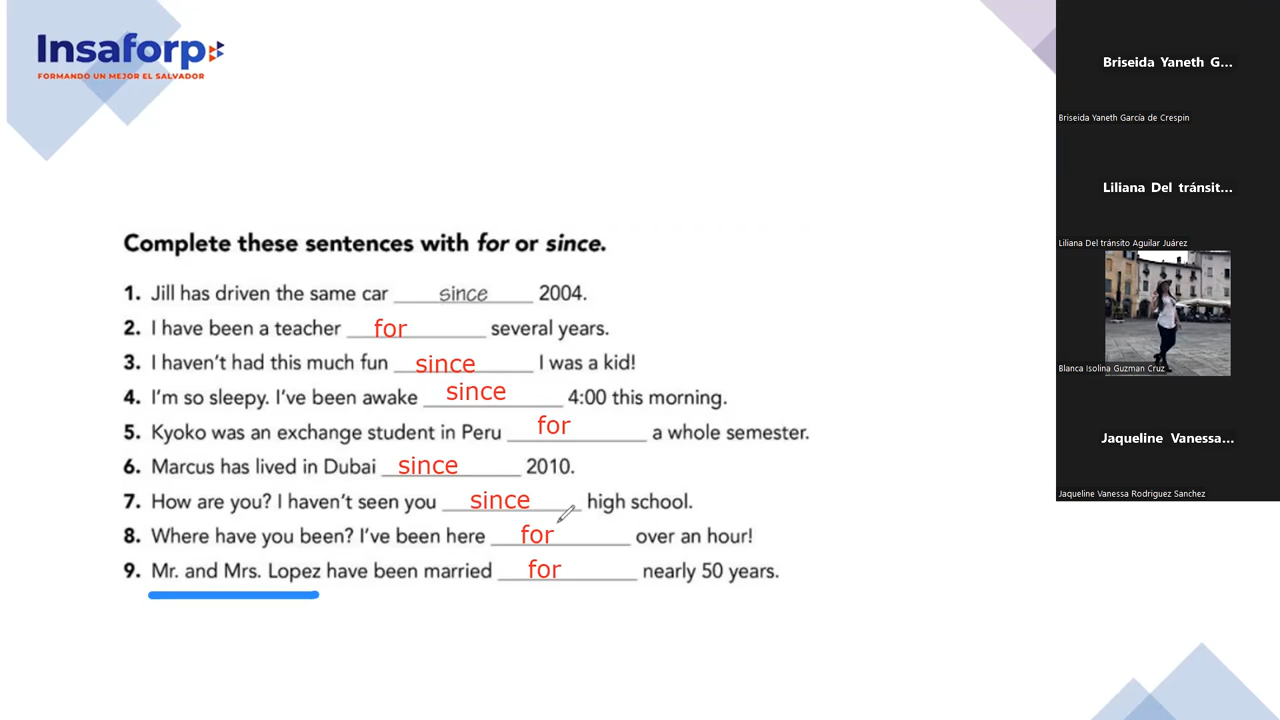 Insaforp
FORMANDO UN MEJOR EL SALVADOR
Complete these sentences with for or since.
1. Jill has driven the same car since 2004.
2. I have been a teacher for several years.
3. I haven't had this much fun since I was a kid!
4. I'm so sleepy. I've been awake since 4:00 this morning.
5. Kyoko was an exchange student in Peru for a whole semester.
6. Marcus has lived in Dubai since 2010.
7. How are you? I haven't seen you since high school.
8. Where have you been? I've been here for over an hour!
9. Mr. and Mrs. Lopez have been married for nearly 50 years.
Briseida Yaneth G...
Briseida Yaneth García de Crespin
Liliana Del tránsit...
Liliana Del tránsito Aguilar Juárez
Blanca Isolina Guzman Cruz
Jaqueline Vanessa...
Jaqueline Vanessa Rodriguez Sanchez